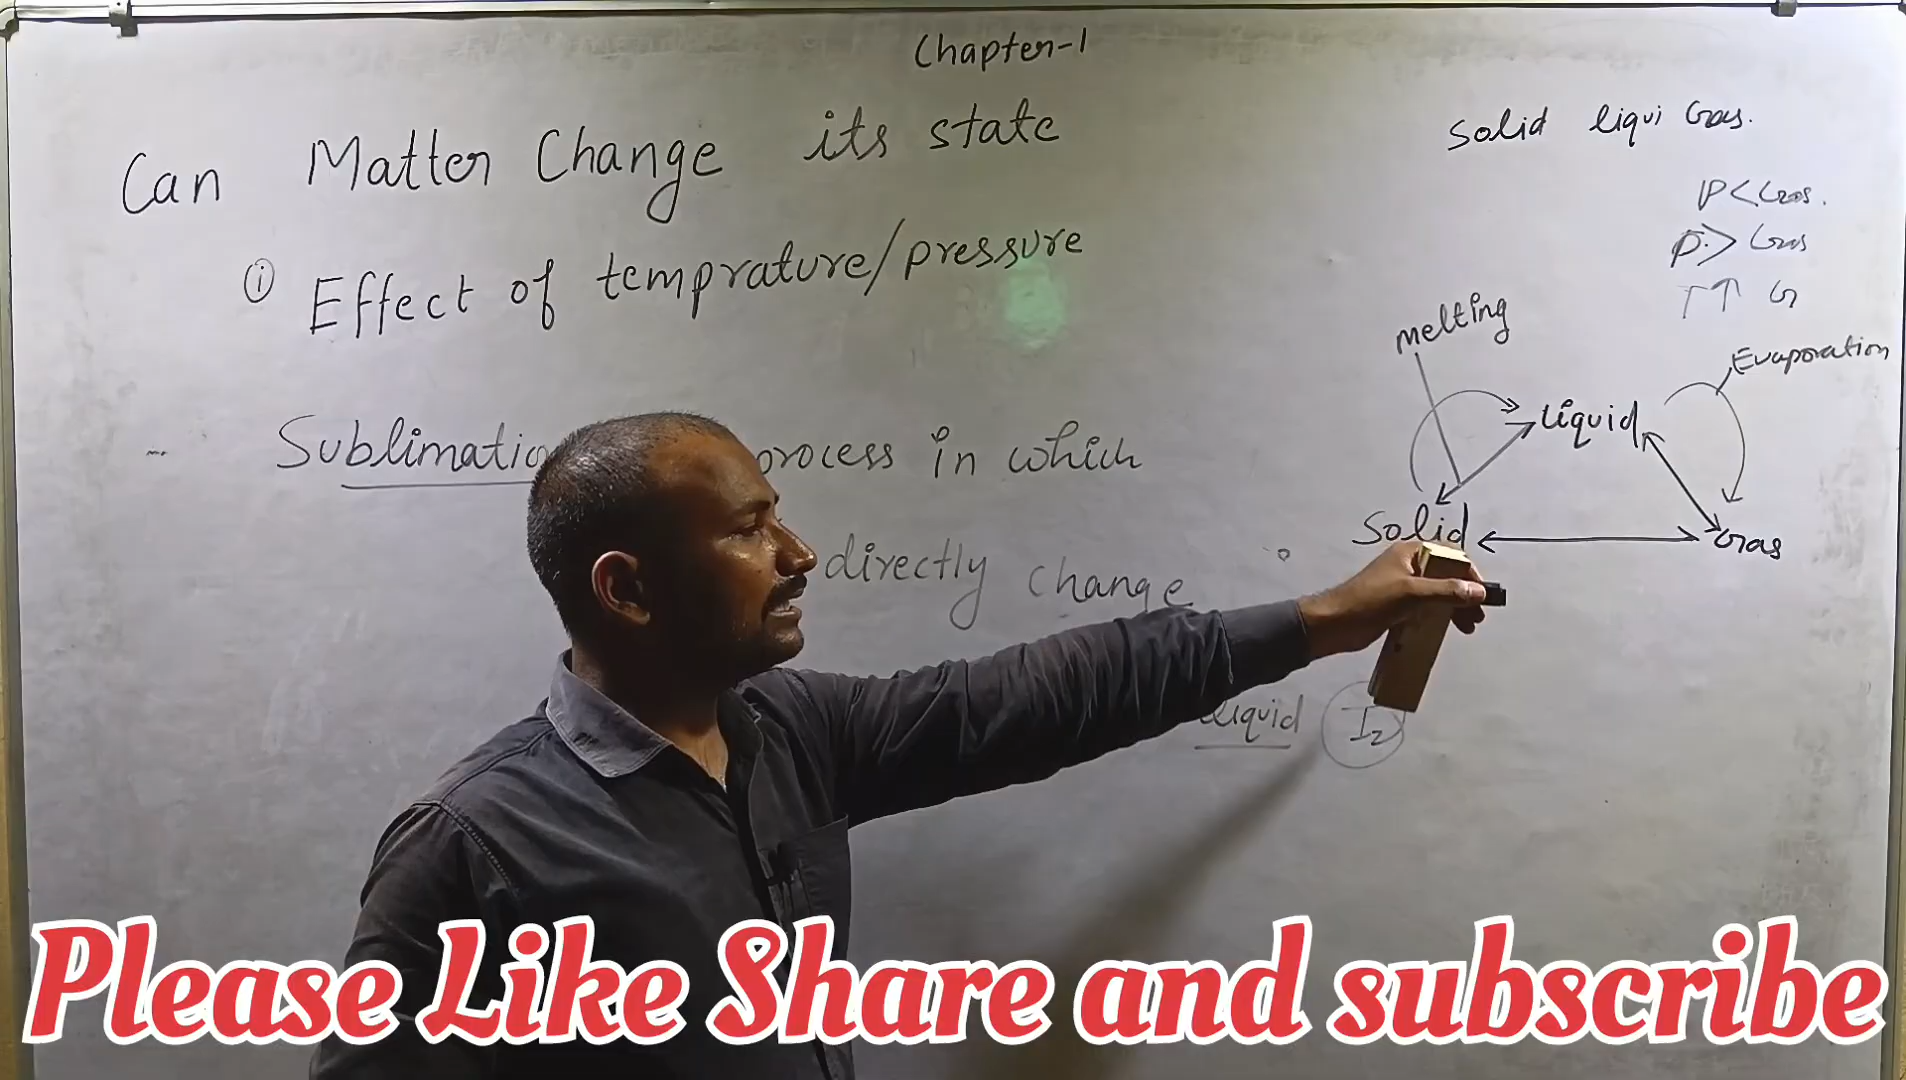 Chapter-1
Can Matter Change its state
① Effect of temprature/pressure
Sublimatio process in which
directly change
liquid I₂
Solid liqui Gas.
P < Gas.
P > Gas
↑ ↑ G
melting
Evaporation
liquid
Solid
Gas
Please Like Share and subscribe